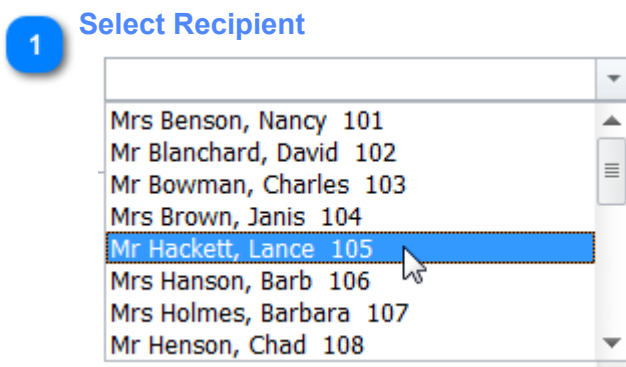 1
Select Recipient
Mrs Benson, Nancy 101
Mr Blanchard, David 102
Mr Bowman, Charles 103
Mrs Brown, Janis 104
Mr Hackett, Lance 105
Mrs Hanson, Barb 106
Mrs Holmes, Barbara 107
Mr Henson, Chad 108